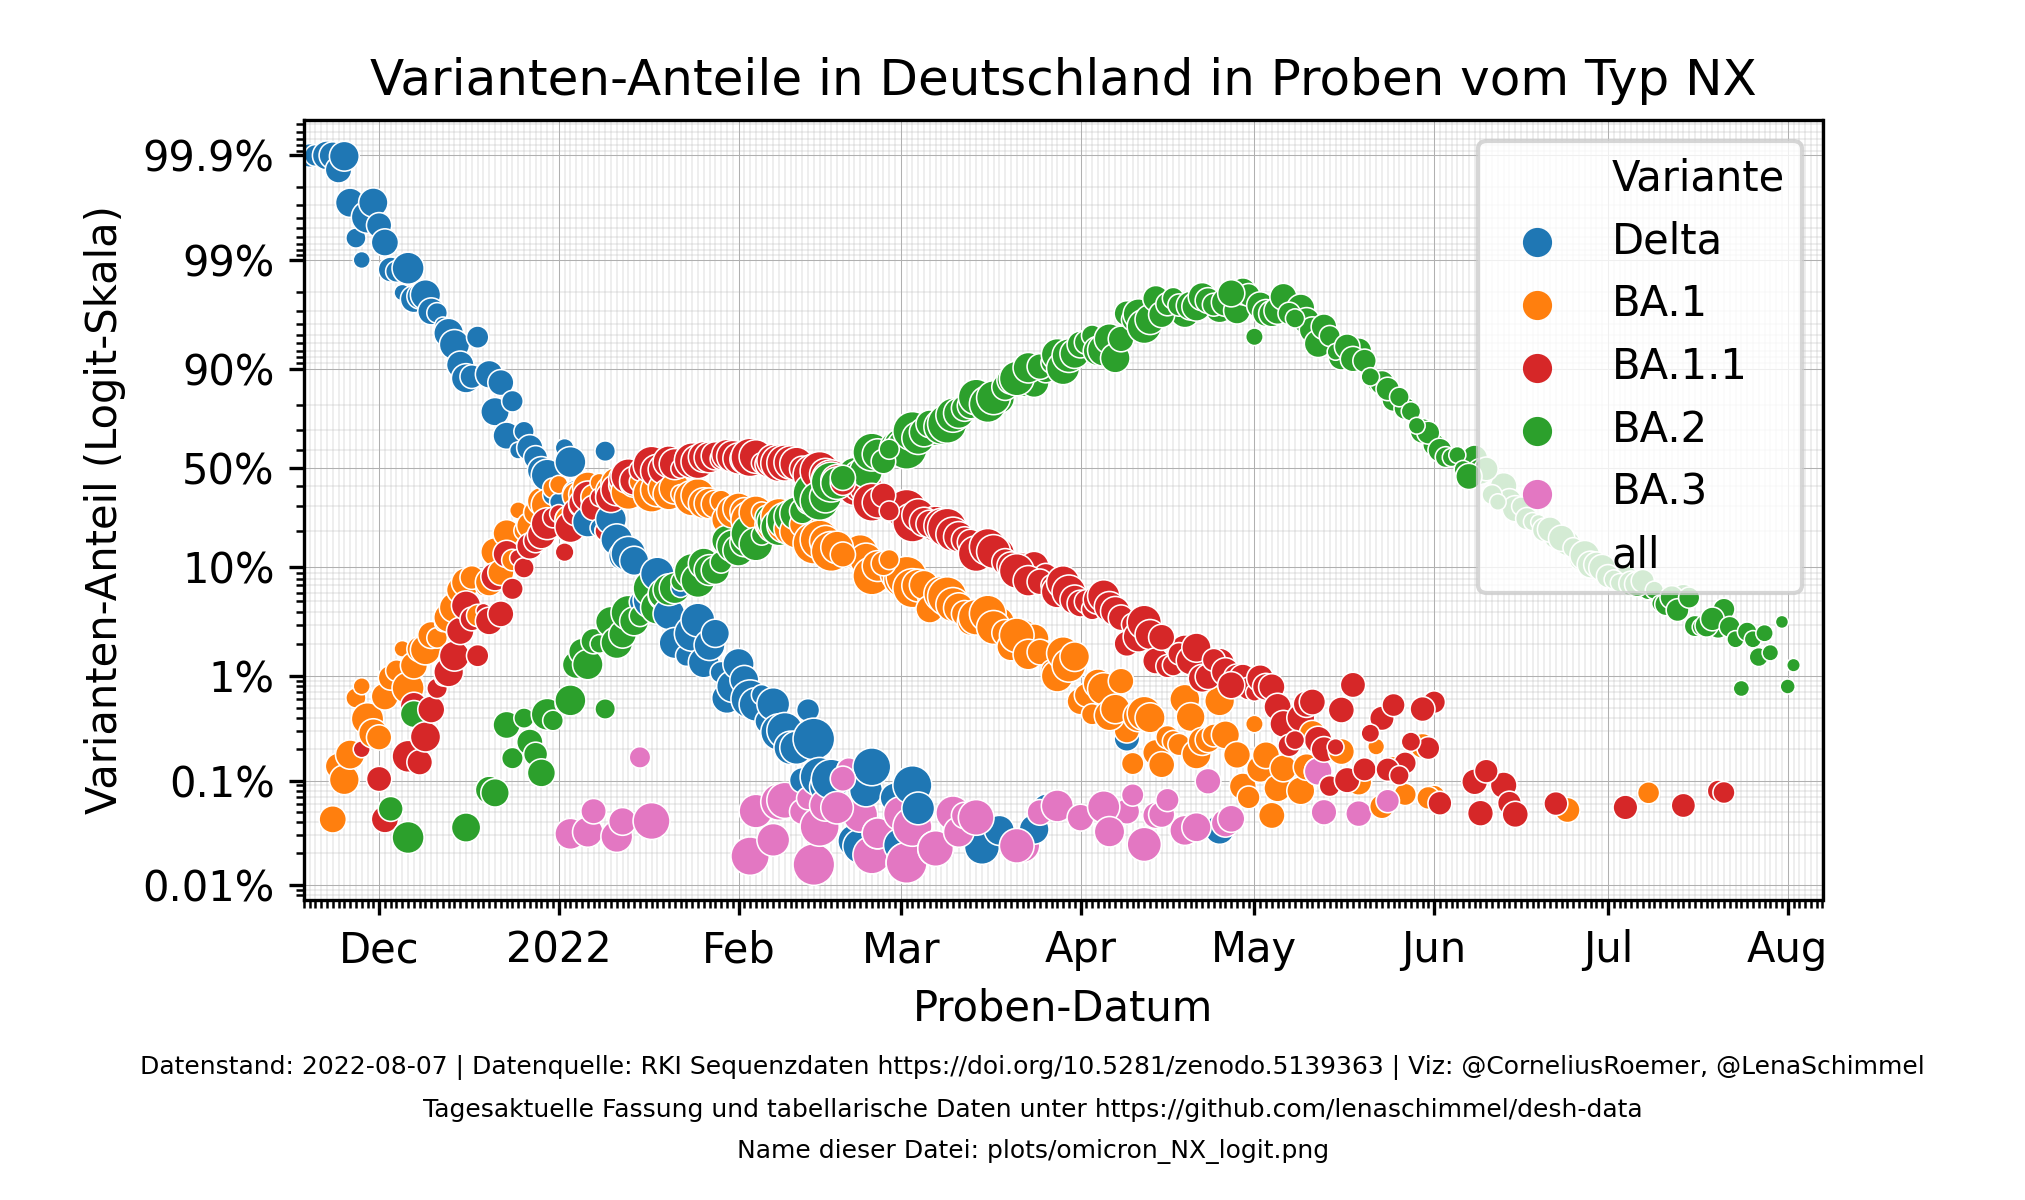 Varianten-Anteile in Deutschland in Proben vom Typ NX
Varianten-Anteil (Logit-Skala)
99.9%
99%
90%
50%
10%
1%
0.1%
0.01%
Variante
Delta
BA.1
BA.1.1
BA.2
BA.3
all
Dec 2022 Feb Mar Apr May Jun Jul Aug
Proben-Datum
Datenstand: 2022-08-07 | Datenquelle: RKI Sequenzdaten https://doi.org/10.5281/zenodo.5139363 | Viz: @CorneliusRoemer, @LenaSchimmel
Tagesaktuelle Fassung und tabellarische Daten unter https://github.com/lenaschimmel/desh-data
Name dieser Datei: plots/omicron_NX_logit.png